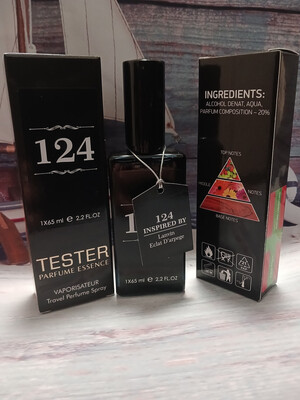 124
1X65 ml e 2.2 FL.OZ
TESTER
PARFUME ESSENCE
VAPORISATEUR
Travel Perfume Spray
124
INSPIRED BY
Lanvin
Eclat D'arpege
1X65 ml e 2.2 FL.OZ
INGREDIENTS:
ALCOHOL DENAT, AQUA,
PARFUM COMPOSITION – 20%
TOP NOTES
MIDDLE NOTES
BASE NOTES